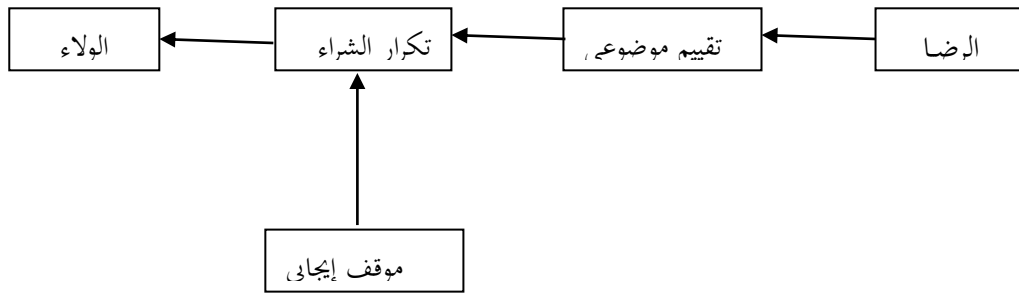 الرضا
تقييم موضوعي
تكرار الشراء
الولاء
موقف إيجابي